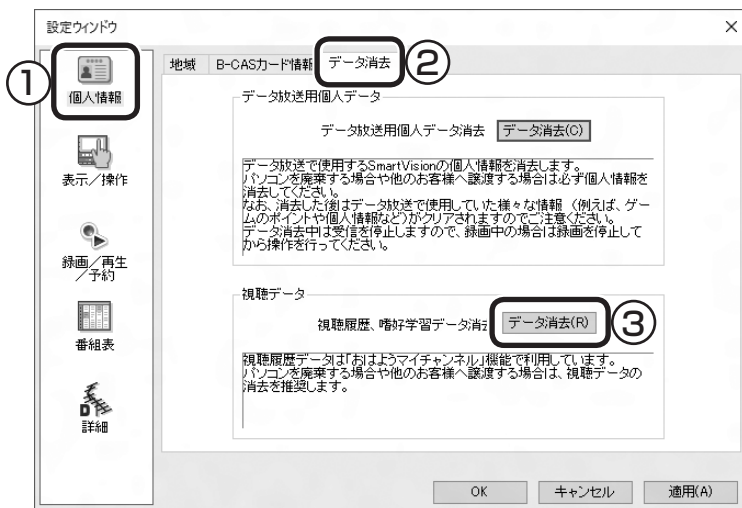 設定ウィンドウ
①
個人情報
表示／操作
録画／再生
／予約
番組表
詳細
地域
B-CASカード情報
データ消去
②
データ放送用個人データ
データ放送用個人データ消去
データ消去(C)
データ放送で使用するSmartVisionの個人情報を消去します。
パソコンを廃棄する場合や他のお客様へ譲渡する場合は必ず個人情報を
消去してください。
なお、消去した後はデータ放送で使用していた様々な情報（例えば、ゲー
ムのポイントや個人情報など）がクリアされますのでご注意ください。
データ消去中は受信を停止しますので、録画中の場合は録画を停止して
から操作を行ってください。
視聴データ
視聴履歴、嗜好学習データ消去
データ消去(R)
③
視聴履歴データは「おはようマイチャンネル」機能で利用しています。
パソコンを廃棄する場合や他のお客様へ譲渡する場合は、視聴データの
消去を推奨します。
OK
キャンセル
適用(A)